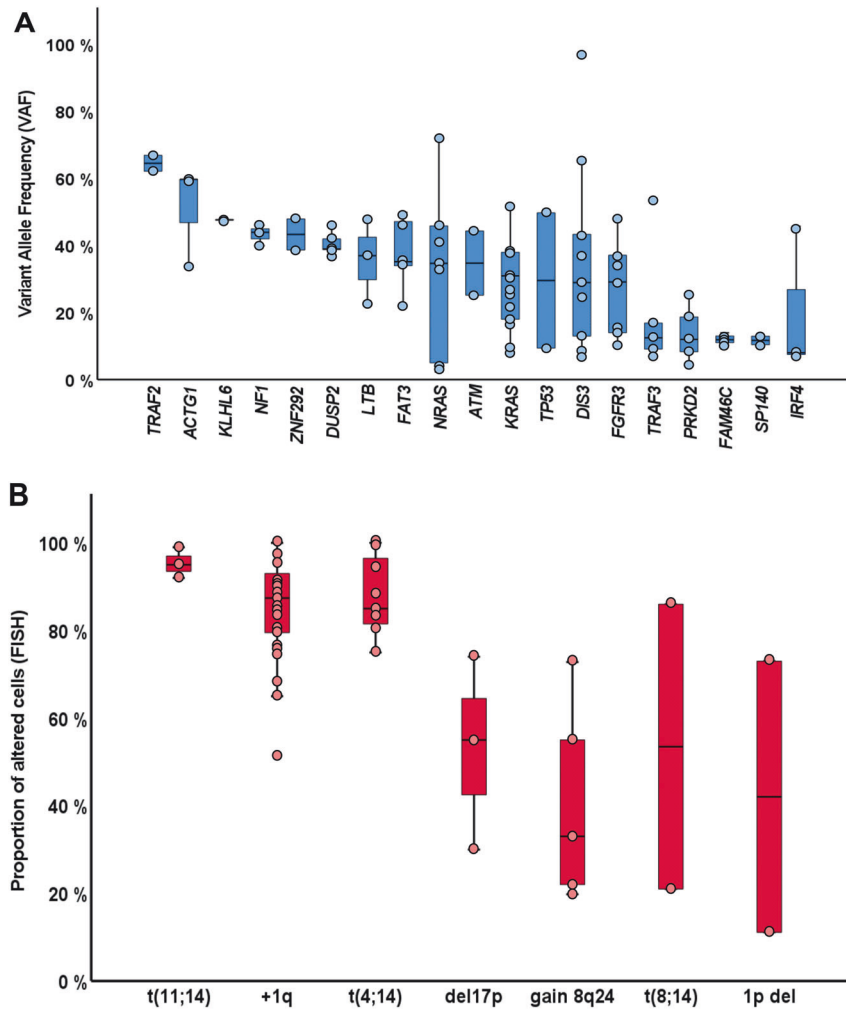 A
Variant Allele Frequency (VAF)
100 %
80 %
60 %
40 %
20 %
0 %
TRAF2
ACTG1
KLHL6
NF1
ZNF292
DUSP2
LTB
FAT3
NRAS
ATM
KRAS
TP53
DIS3
FGFR3
TRAF3
PRKD2
FAM46C
SP140
IRF4
B
Proportion of altered cells (FISH)
100 %
80 %
60 %
40 %
20 %
0 %
t(11;14) +1q t(4;14) del17p gain 8q24 t(8;14) 1p del